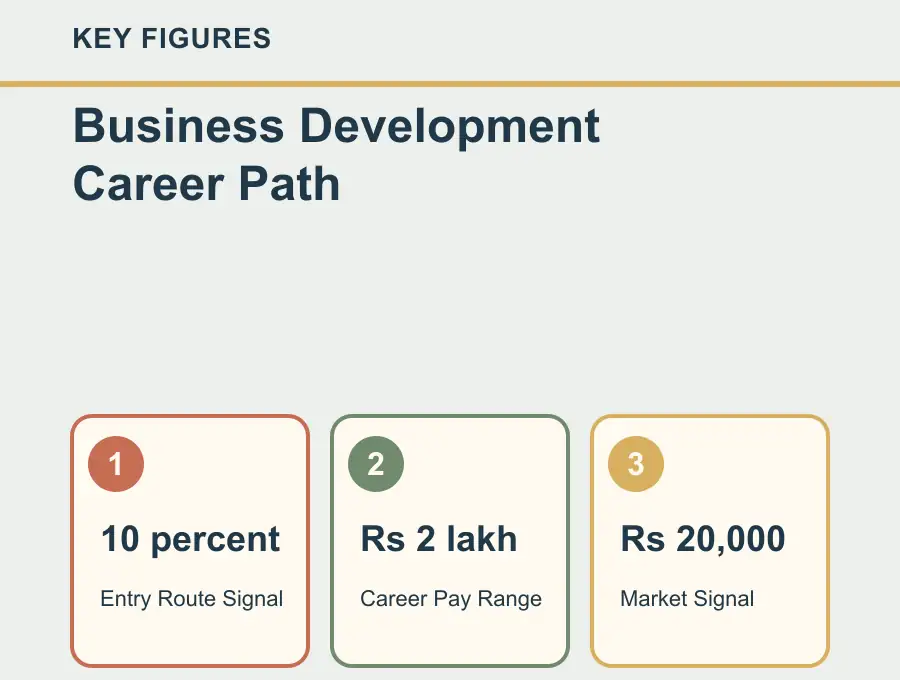 KEY FIGURES
Business Development
Career Path
1
10 percent
Entry Route Signal
2
Rs 2 lakh
Career Pay Range
3
Rs 20,000
Market Signal